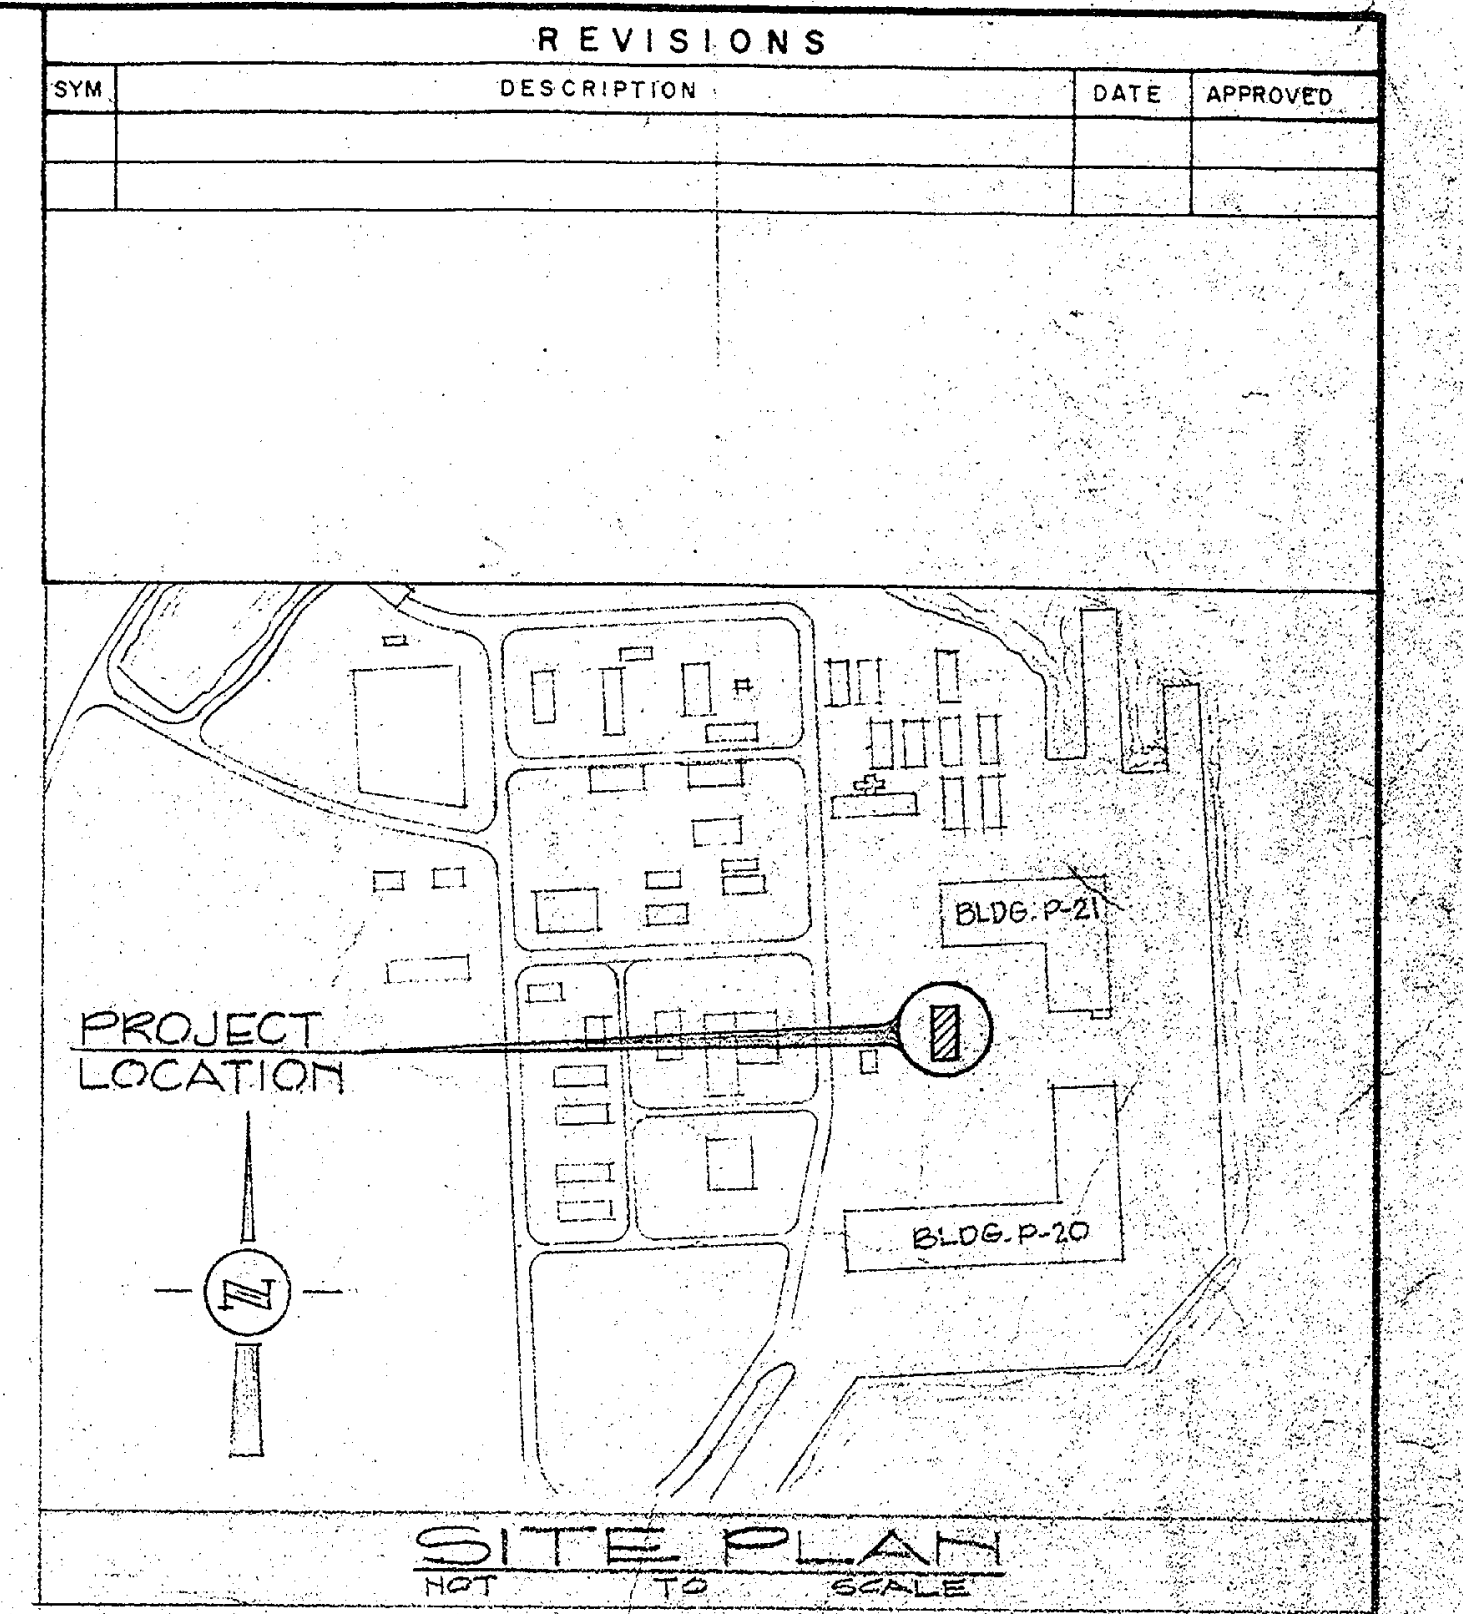 REVISIONS
SYM DESCRIPTION DATE APPROVED
BLDG. P-21
PROJECT
LOCATION
BLDG. P-20
N
SITE PLAN
NOT TO SCALE